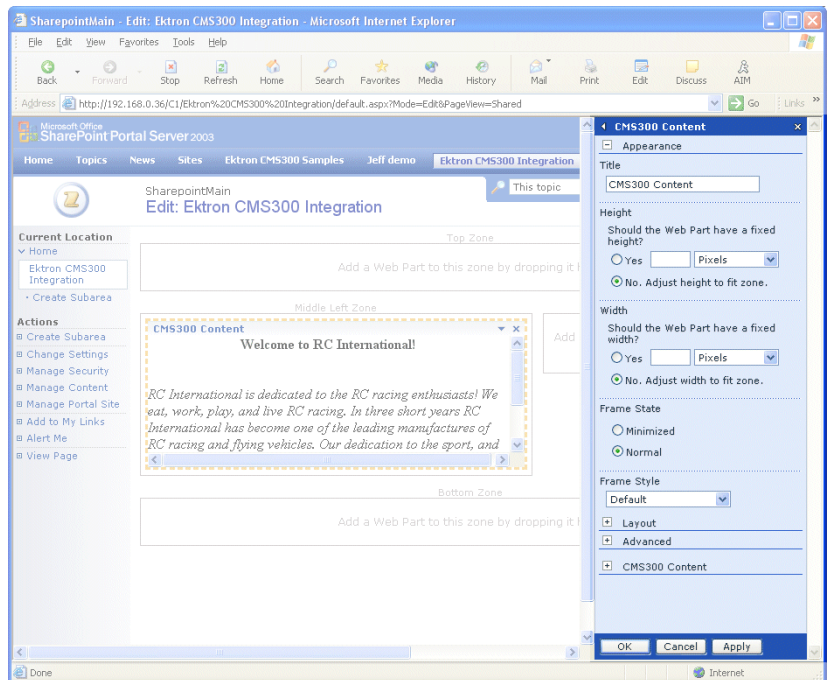 SharepointMain - Edit: Ektron CMS300 Integration - Microsoft Internet Explorer
File Edit View Favorites Tools Help
Back Forward Stop Refresh Home Search Favorites Media History Mail Print Edit Discuss AIM
Address http://192.168.0.36/C1/Ektron%20CMS300%20Integration/default.aspx?Mode=Edit&PageView=Shared Go Links »
Microsoft Office
SharePoint Portal Server 2003
Home Topics News Sites Ektron CMS300 Samples Jeff demo Ektron CMS300 Integration
SharepointMain
Edit: Ektron CMS300 Integration
This topic
Current Location
Home
Ektron CMS300
Integration
Create Subarea
Actions
Create Subarea
Change Settings
Manage Security
Manage Content
Manage Portal Site
Add to My Links
Alert Me
View Page
Top Zone
Add a Web Part to this zone by dropping it
Middle Left Zone
CMS300 Content
Welcome to RC International!
RC International is dedicated to the RC racing enthusiasts! We
eat, work, play, and live RC racing. In three short years RC
International has become one of the leading manufactures of
RC racing and flying vehicles. Our dedication to the sport, and
Add
Bottom Zone
Add a Web Part to this zone by dropping it
CMS300 Content
Appearance
Title
CMS300 Content
Height
Should the Web Part have a fixed
height?
Yes Pixels
No. Adjust height to fit zone.
Width
Should the Web Part have a fixed
width?
Yes Pixels
No. Adjust width to fit zone.
Frame State
Minimized
Normal
Frame Style
Default
Layout
Advanced
CMS300 Content
OK Cancel Apply
Done Internet